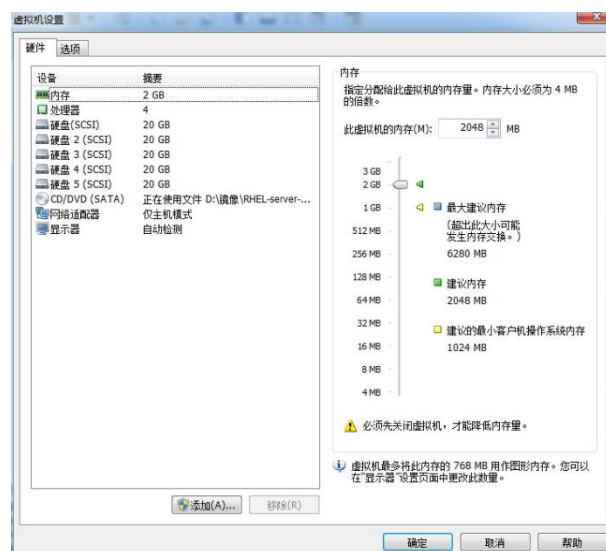 虚拟机设置
硬件 选项
设备 摘要
内存 2 GB
处理器 4
硬盘(SCSI) 20 GB
硬盘 2 (SCSI) 20 GB
硬盘 3 (SCSI) 20 GB
硬盘 4 (SCSI) 20 GB
硬盘 5 (SCSI) 20 GB
CD/DVD (SATA) 正在使用文件 D:\镜像\RHEL-server-...
网络适配器 仅主机模式
显示器 自动检测
添加(A)... 移除(R)
内存
指定分配给此虚拟机的内存量。内存大小必须为 4 MB
的倍数。
此虚拟机的内存(M): 2048 MB
3 GB
2 GB
1 GB
512 MB
256 MB
128 MB
64 MB
32 MB
16 MB
8 MB
4 MB
最大建议内存
(超出此大小可能
发生内存交换。)
6280 MB
建议内存
2048 MB
建议的最小客户机操作系统内存
1024 MB
必须先关闭虚拟机，才能降低内存量。
虚拟机最多将此内存的 768 MB 用作图形内存。您可以
在"显示器"设置页面中更改此数量。
确定 取消 帮助